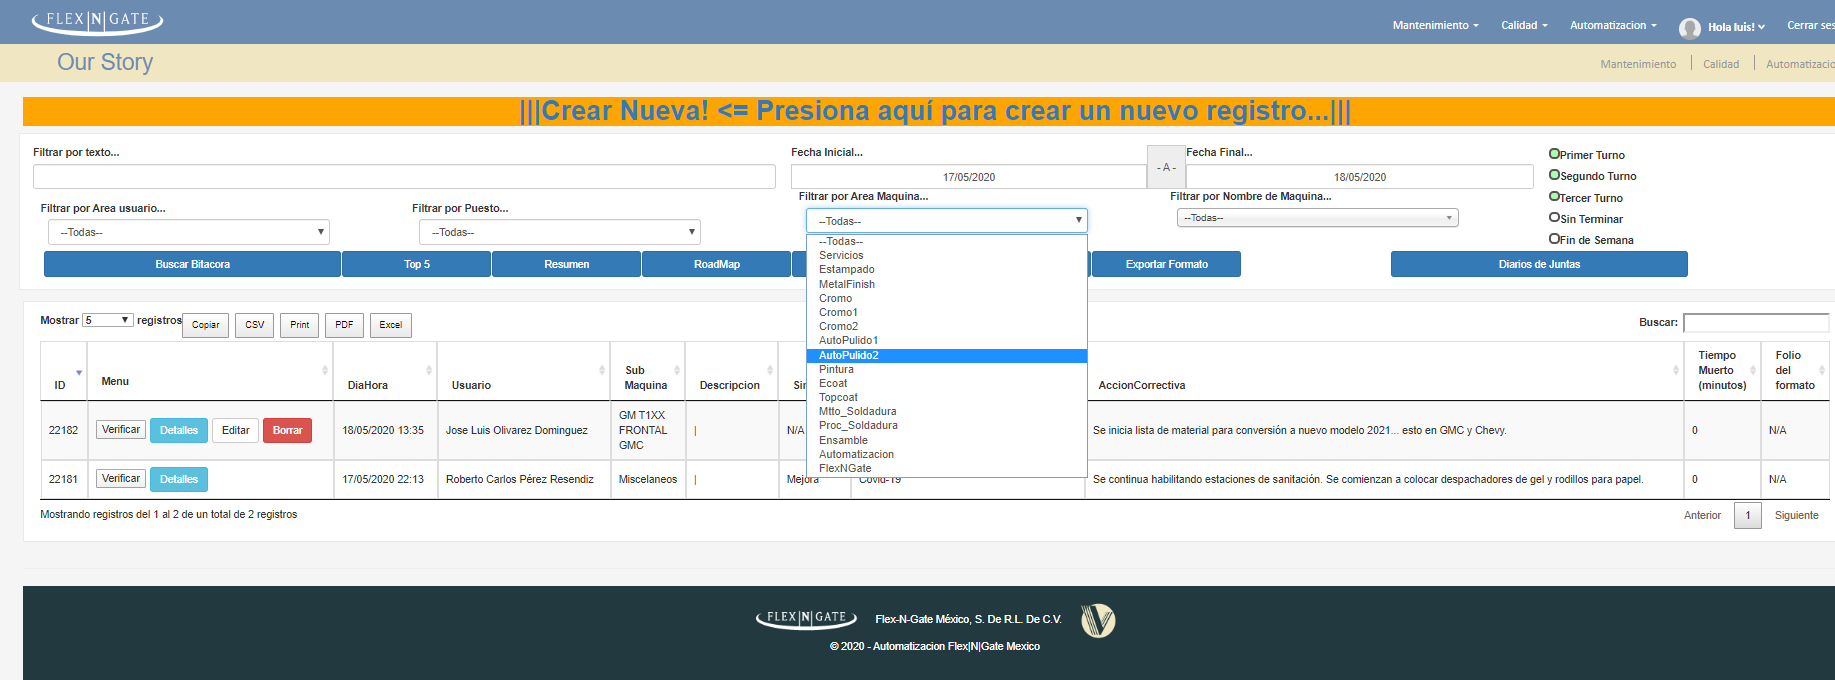 FLEX|N|GATE
Mantenimiento Calidad Automatizacion Hola luis! Cerrar ses
Our Story
Mantenimiento Calidad Automatizacio
|||Crear Nueva! <= Presiona aquí para crear un nuevo registro...|||
Filtrar por texto... Fecha Inicial... - A - Fecha Final...
17/05/2020 18/05/2020
Primer Turno
Segundo Turno
Tercer Turno
Sin Terminar
Fin de Semana
Filtrar por Area usuario... Filtrar por Puesto... Filtrar por Area Maquina... Filtrar por Nombre de Maquina...
--Todas-- --Todas-- --Todas-- --Todas--
--Todas--
Servicios
Estampado
MetalFinish
Cromo
Cromo1
Cromo2
AutoPulido1
AutoPulido2
Pintura
Ecoat
Topcoat
Mtto_Soldadura
Proc_Soldadura
Ensamble
Automatizacion
FlexNGate
Buscar Bitacora Top 5 Resumen RoadMap Exportar Formato Diarios de Juntas
Mostrar 5 registros Copiar CSV Print PDF Excel Buscar:
ID Menu DiaHora Usuario Sub Maquina Descripcion Sin AccionCorrectiva Tiempo Muerto (minutos) Folio del formato
22182 Verificar Detalles Editar Borrar 18/05/2020 13:35 Jose Luis Olivarez Dominguez GM T1XX FRONTAL GMC | N/A Se inicia lista de material para conversión a nuevo modelo 2021... esto en GMC y Chevy. 0 N/A
22181 Verificar Detalles 17/05/2020 22:13 Roberto Carlos Pérez Resendiz Miscelaneos | Mejora Covid-19 Se continua habilitando estaciones de sanitación. Se comienzan a colocar despachadores de gel y rodillos para papel. 0 N/A
Mostrando registros del 1 al 2 de un total de 2 registros Anterior 1 Siguiente
FLEX|N|GATE Flex-N-Gate México, S. De R.L. De C.V.
© 2020 - Automatizacion Flex|N|Gate Mexico